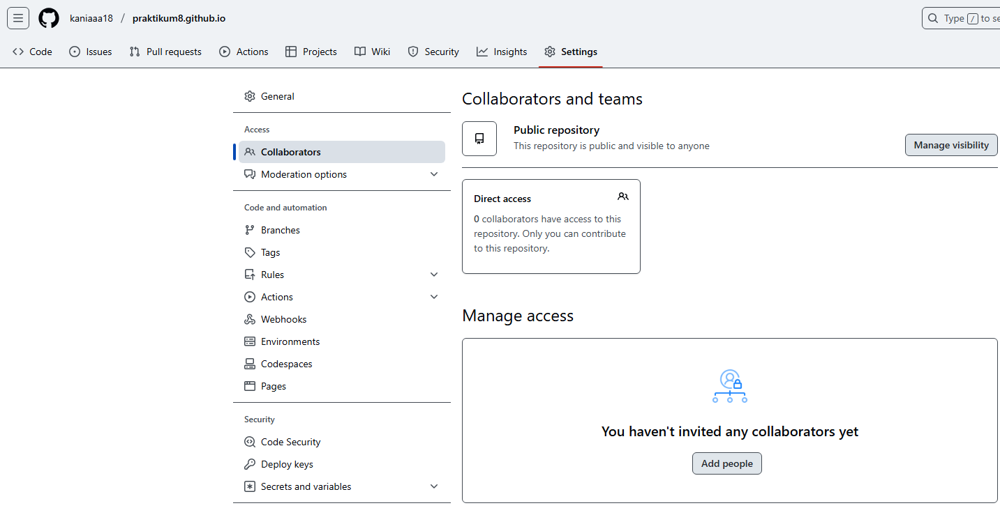 kaniaaa18 / praktikum8.github.io
Type / to se
Code Issues Pull requests Actions Projects Wiki Security Insights Settings
General
Access
Collaborators
Moderation options
Code and automation
Branches
Tags
Rules
Actions
Webhooks
Environments
Codespaces
Pages
Security
Code Security
Deploy keys
Secrets and variables
Collaborators and teams
Public repository
This repository is public and visible to anyone
Manage visibility
Direct access
0 collaborators have access to this
repository. Only you can contribute
to this repository.
Manage access
You haven't invited any collaborators yet
Add people